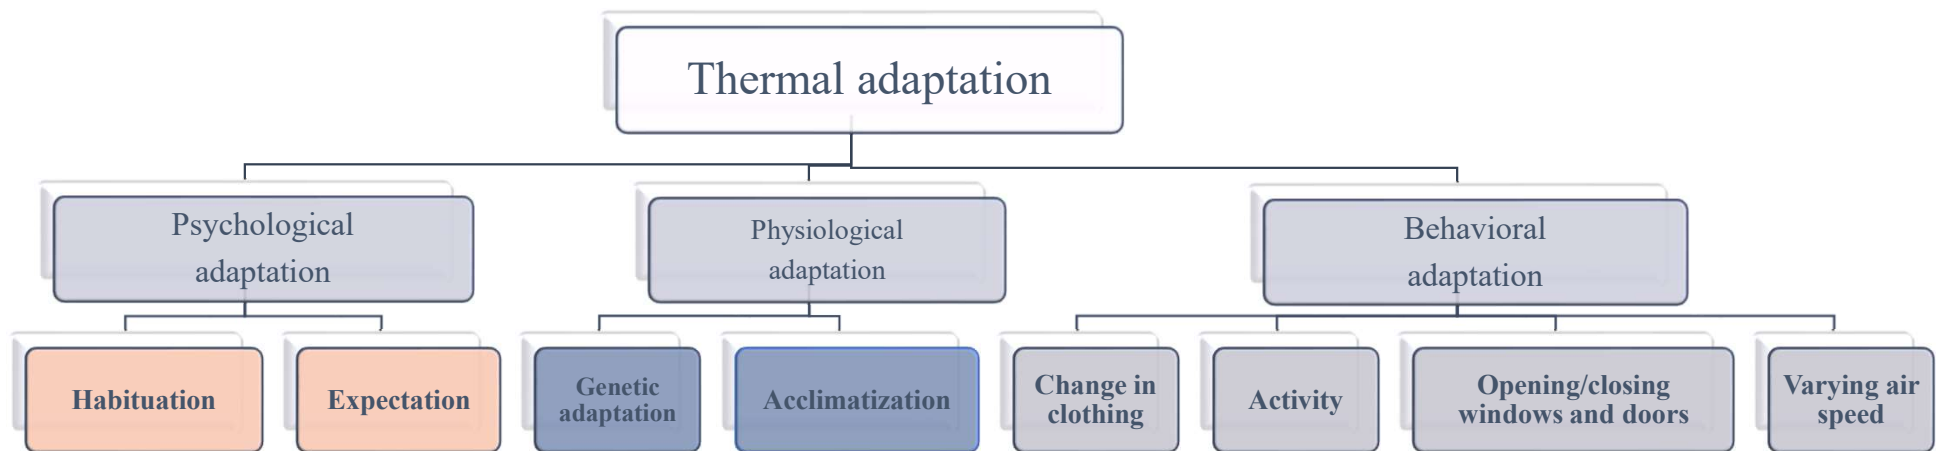 Thermal adaptation
Psychological
adaptation
Physiological
adaptation
Behavioral
adaptation
Habituation
Expectation
Genetic
adaptation
Acclimatization
Change in
clothing
Activity
Opening/closing
windows and doors
Varying air
speed